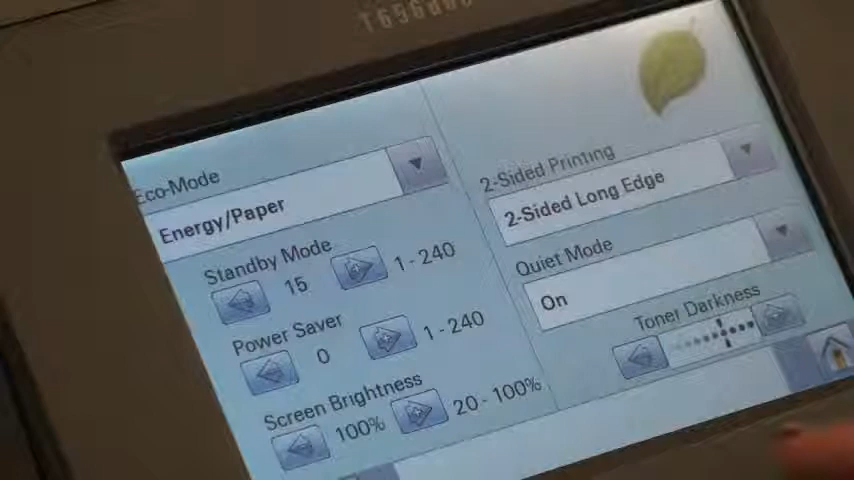 Eco-Mode
Energy/Paper
Standby Mode
15 1 - 240
Power Saver
0 1 - 240
Screen Brightness
100% 20 - 100%
2-Sided Printing
2-Sided Long Edge
Quiet Mode
On
Toner Darkness